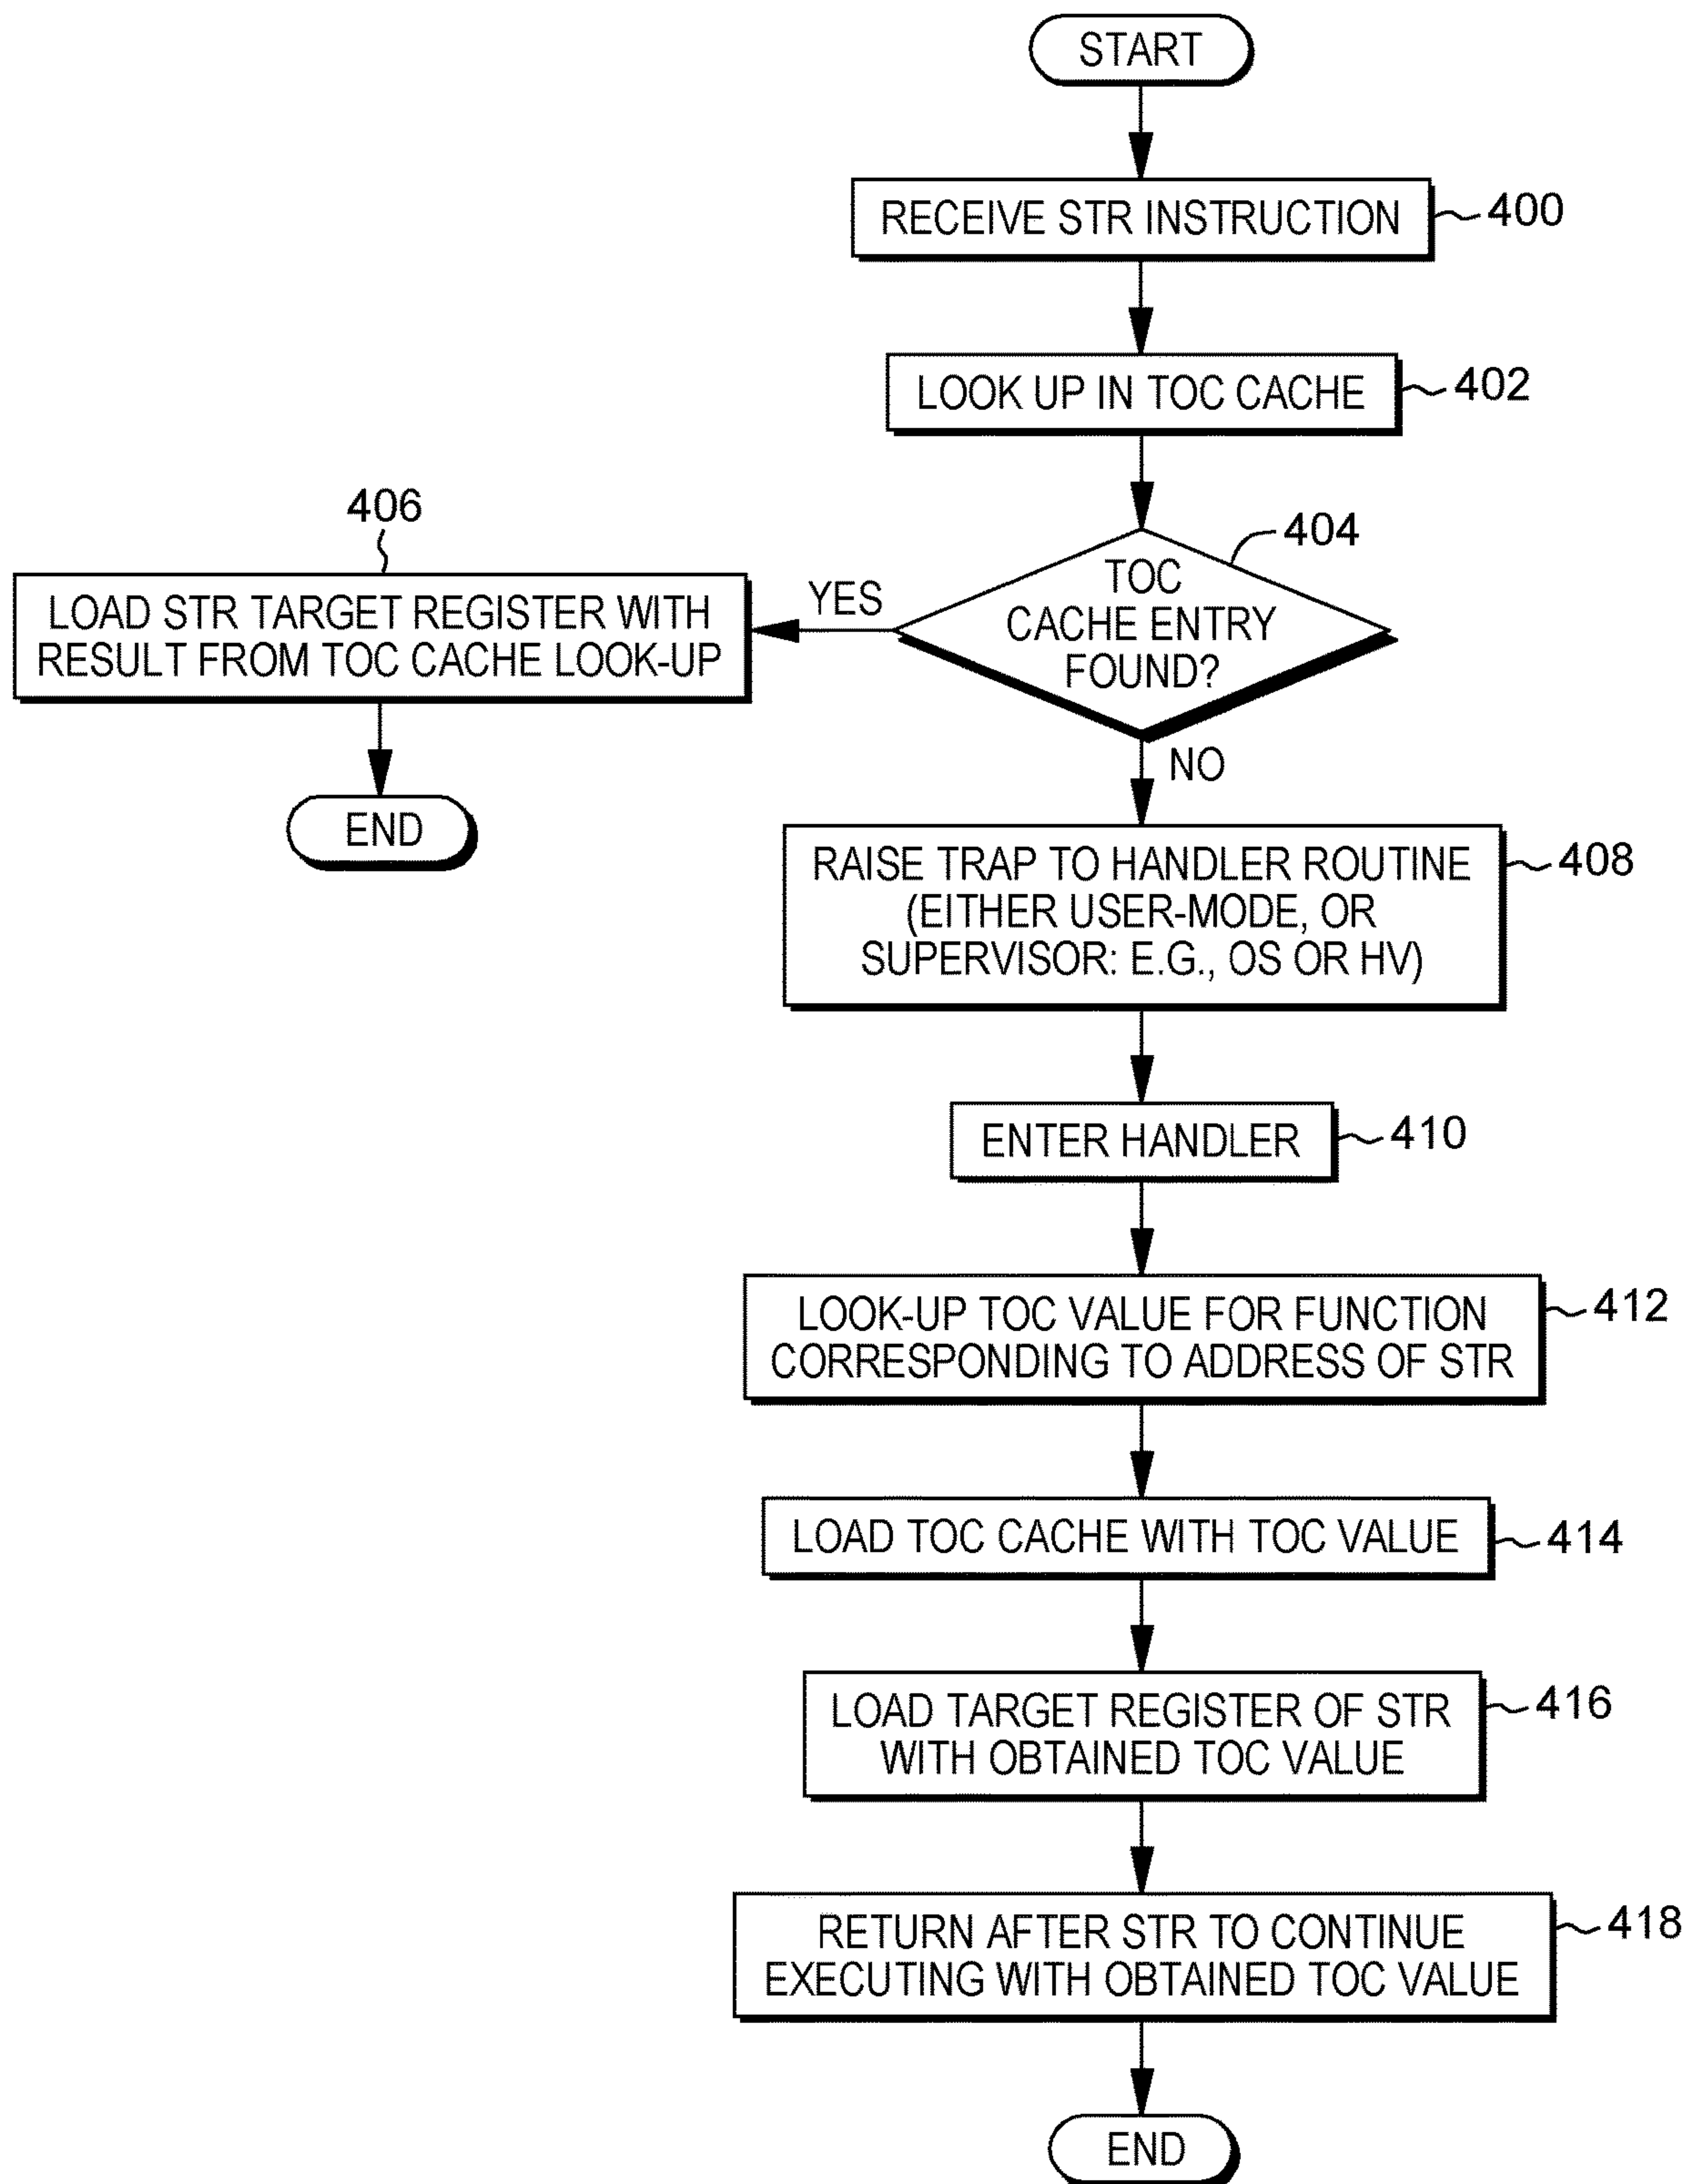 START
RECEIVE STR INSTRUCTION
400
LOOK UP IN TOC CACHE
402
404
TOC
CACHE ENTRY
FOUND?
YES
406
LOAD STR TARGET REGISTER WITH
RESULT FROM TOC CACHE LOOK-UP
END
NO
RAISE TRAP TO HANDLER ROUTINE
(EITHER USER-MODE, OR
SUPERVISOR: E.G., OS OR HV)
408
ENTER HANDLER
410
LOOK-UP TOC VALUE FOR FUNCTION
CORRESPONDING TO ADDRESS OF STR
412
LOAD TOC CACHE WITH TOC VALUE
414
LOAD TARGET REGISTER OF STR
WITH OBTAINED TOC VALUE
416
RETURN AFTER STR TO CONTINUE
EXECUTING WITH OBTAINED TOC VALUE
418
END